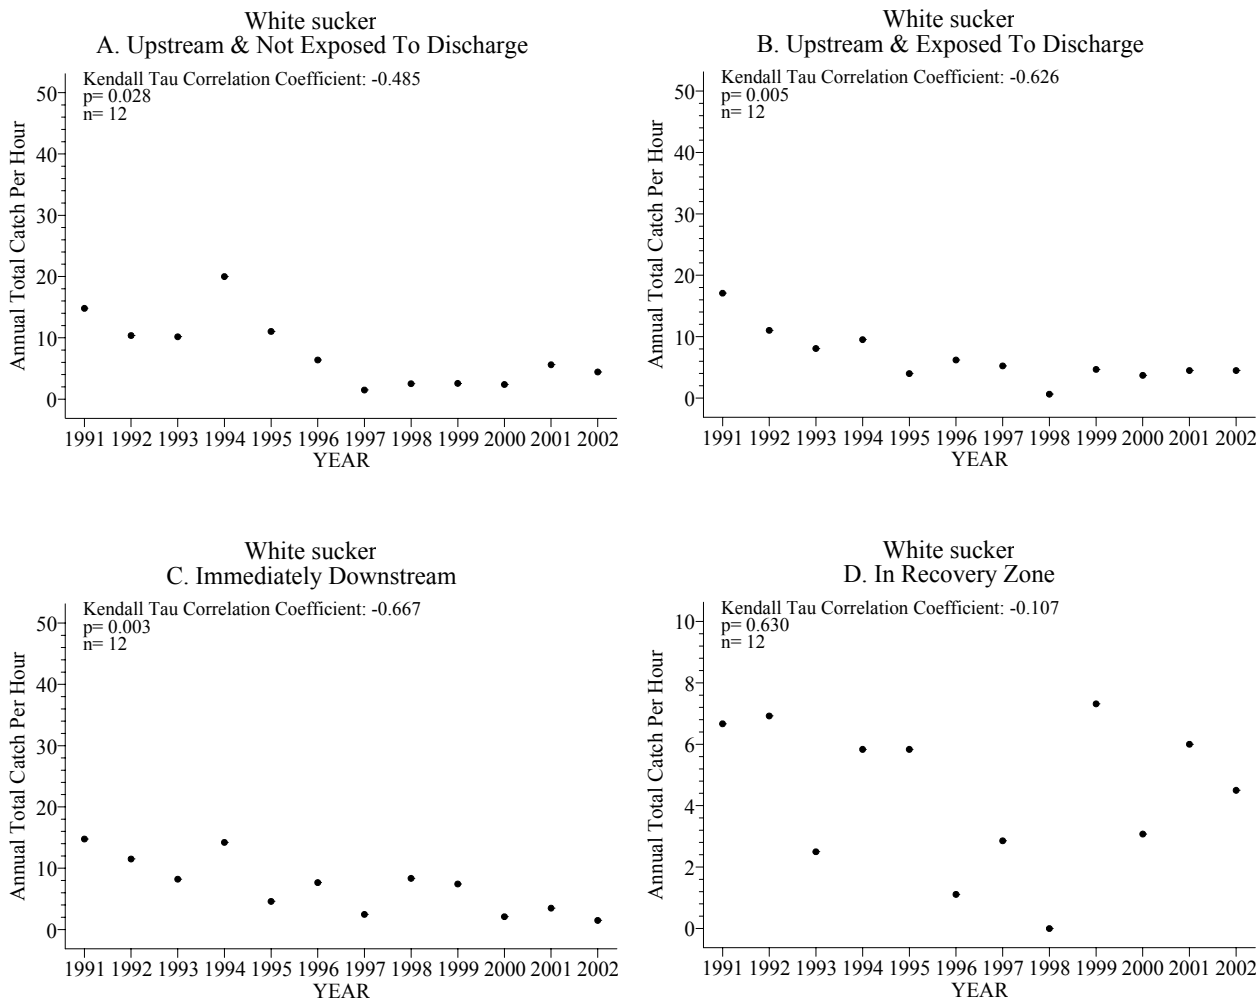 White sucker
A. Upstream & Not Exposed To Discharge
Kendall Tau Correlation Coefficient: -0.485
p= 0.028
n= 12
Annual Total Catch Per Hour
50
40
30
20
10
0
1991 1992 1993 1994 1995 1996 1997 1998 1999 2000 2001 2002
YEAR
White sucker
B. Upstream & Exposed To Discharge
Kendall Tau Correlation Coefficient: -0.626
p= 0.005
n= 12
Annual Total Catch Per Hour
50
40
30
20
10
0
1991 1992 1993 1994 1995 1996 1997 1998 1999 2000 2001 2002
YEAR
White sucker
C. Immediately Downstream
Kendall Tau Correlation Coefficient: -0.667
p= 0.003
n= 12
Annual Total Catch Per Hour
50
40
30
20
10
0
1991 1992 1993 1994 1995 1996 1997 1998 1999 2000 2001 2002
YEAR
White sucker
D. In Recovery Zone
Kendall Tau Correlation Coefficient: -0.107
p= 0.630
n= 12
Annual Total Catch Per Hour
10
8
6
4
2
0
1991 1992 1993 1994 1995 1996 1997 1998 1999 2000 2001 2002
YEAR